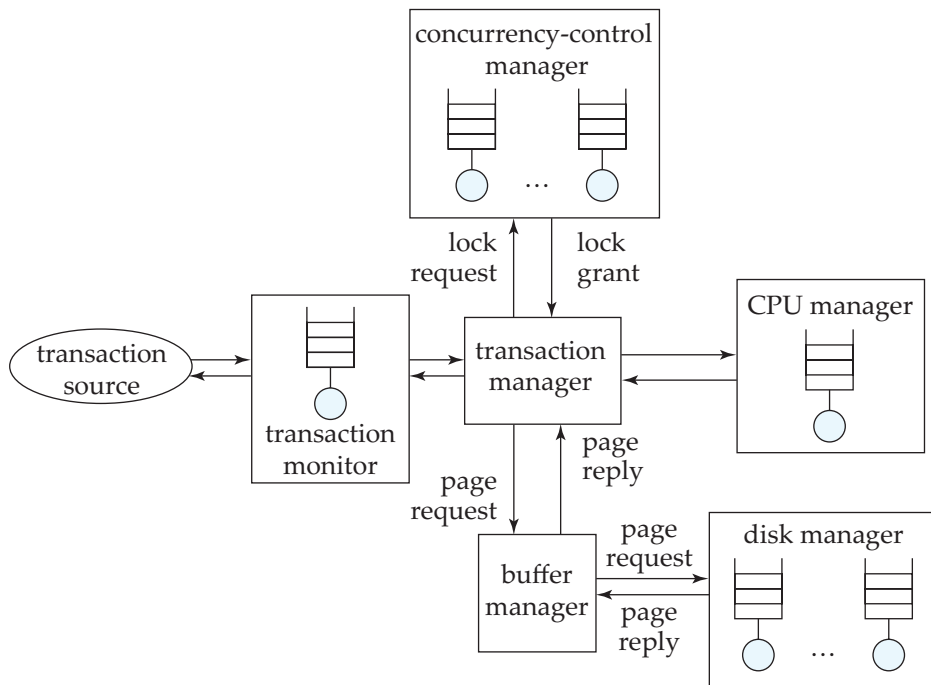 concurrency-control
manager
...
lock
request
lock
grant
CPU manager
transaction
source
transaction
monitor
transaction
manager
page
request
page
reply
buffer
manager
page
request
page
reply
disk manager
...